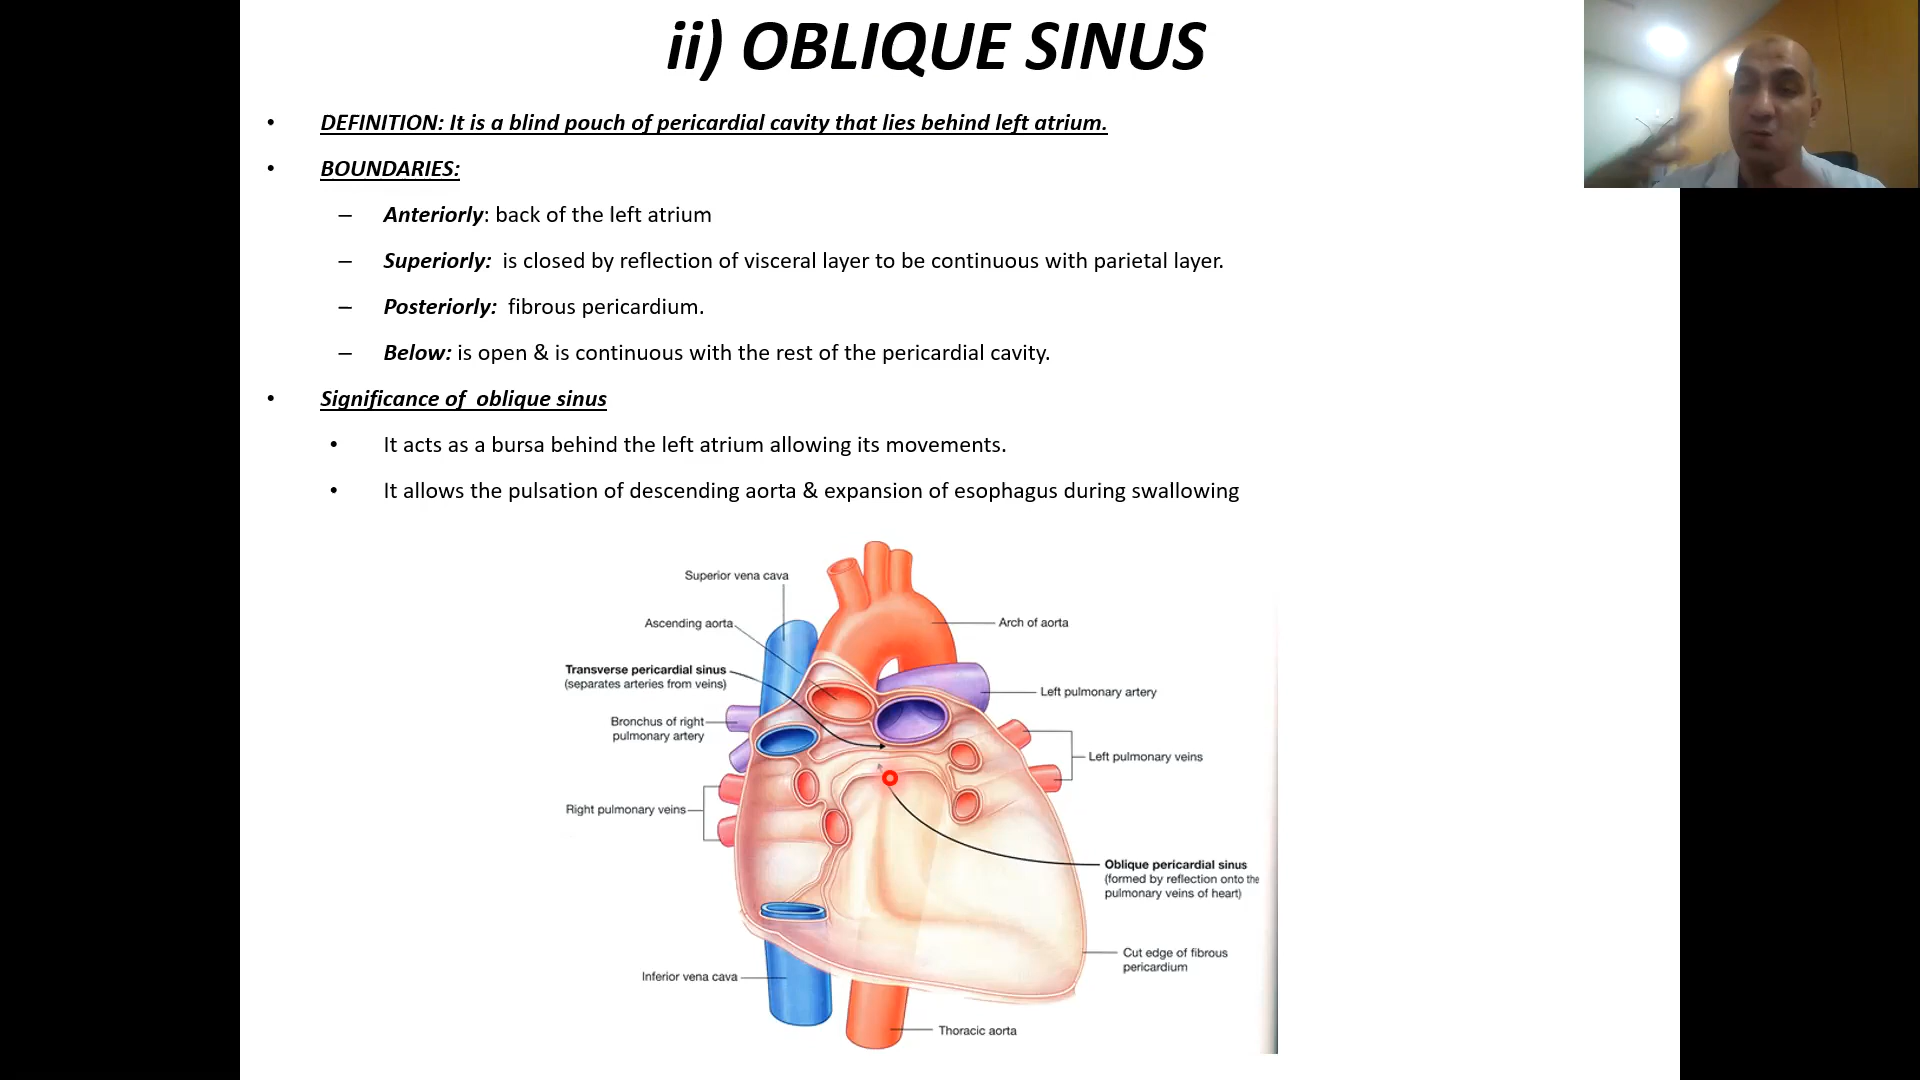 ii) OBLIQUE SINUS
• DEFINITION: It is a blind pouch of pericardial cavity that lies behind left atrium.
• BOUNDARIES:
– Anteriorly: back of the left atrium
– Superiorly: is closed by reflection of visceral layer to be continuous with parietal layer.
– Posteriorly: fibrous pericardium.
– Below: is open & is continuous with the rest of the pericardial cavity.
• Significance of oblique sinus
• It acts as a bursa behind the left atrium allowing its movements.
• It allows the pulsation of descending aorta & expansion of esophagus during swallowing
Superior vena cava
Ascending aorta
Transverse pericardial sinus
(separates arteries from veins)
Bronchus of right
pulmonary artery
Right pulmonary veins
Inferior vena cava
Arch of aorta
Left pulmonary artery
Left pulmonary veins
Oblique pericardial sinus
(formed by reflection onto the
pulmonary veins of heart)
Cut edge of fibrous
pericardium
Thoracic aorta